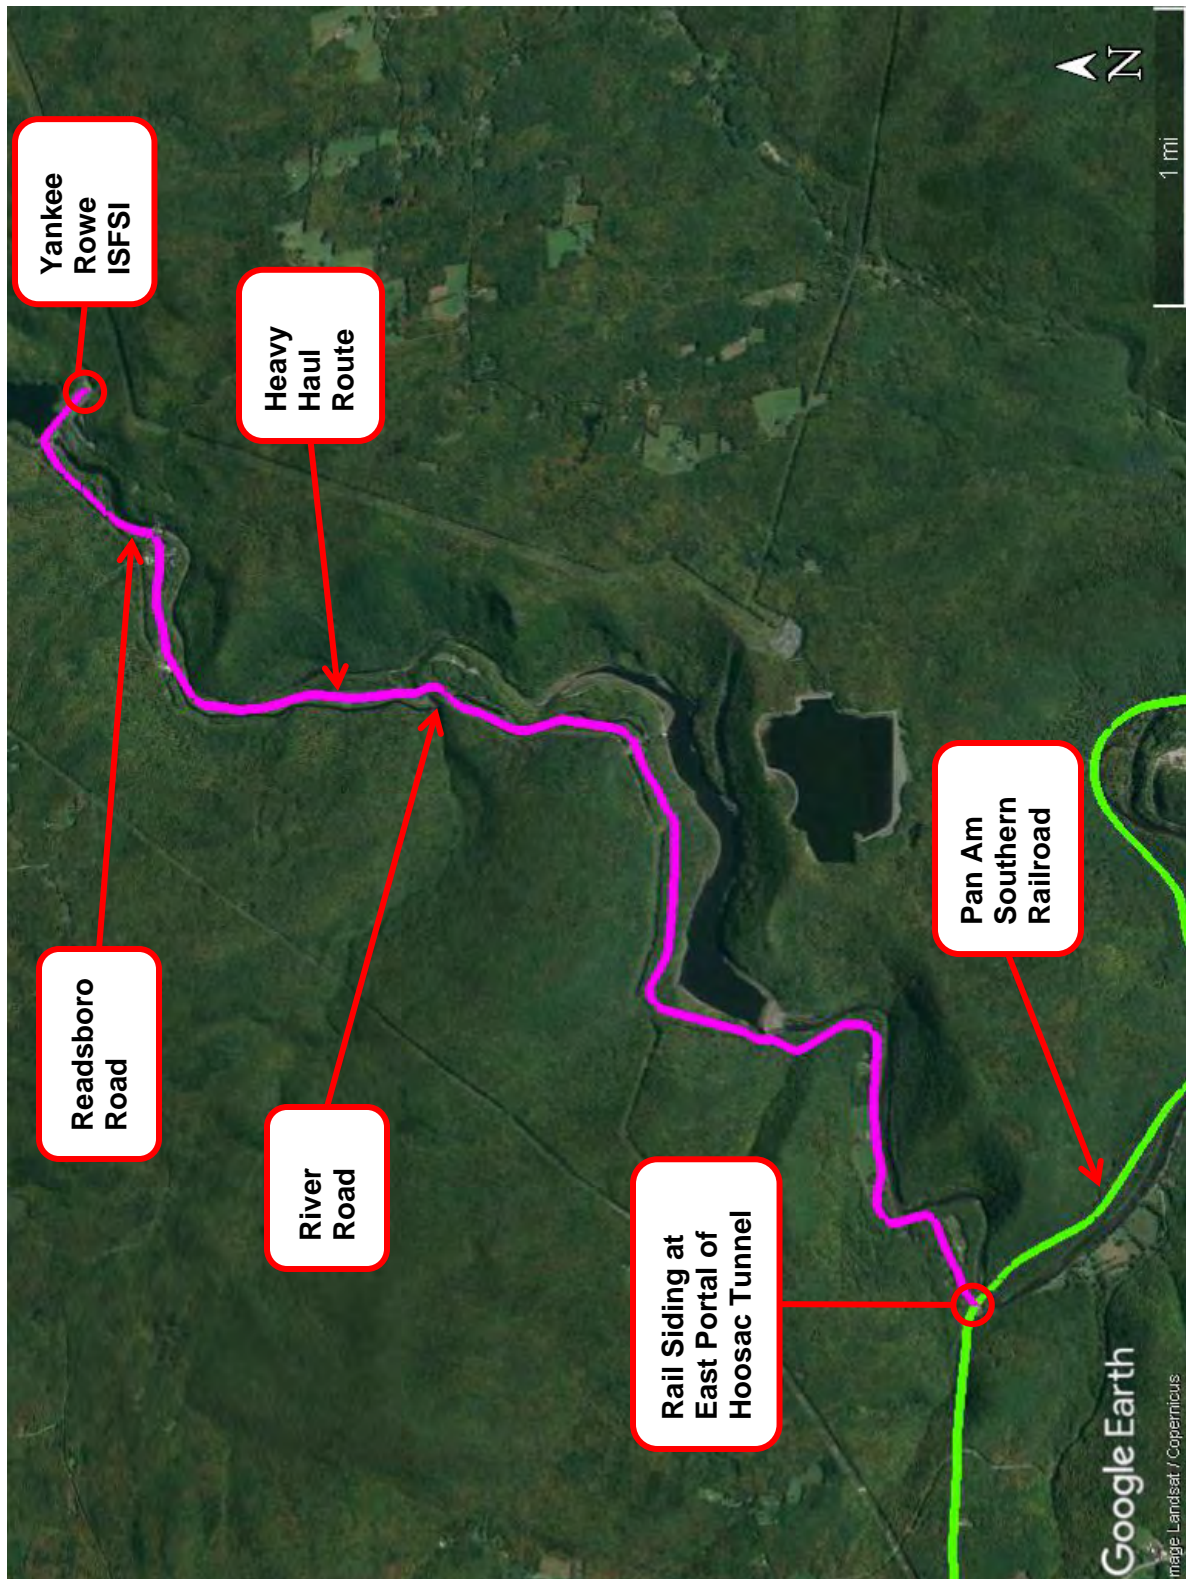 Yankee
Rowe
ISFSI
Heavy
Haul
Route
Readsboro
Road
River
Road
Rail Siding at
East Portal of
Hoosac Tunnel
Pan Am
Southern
Railroad
N
1 mi
Google Earth
mage Landsat / Copernicus